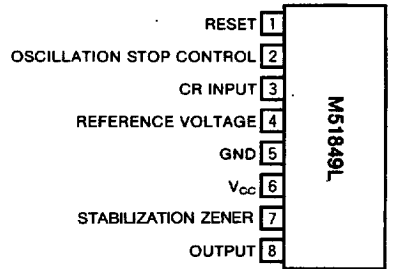 RESET 1
OSCILLATION STOP CONTROL 2
CR INPUT 3
REFERENCE VOLTAGE 4
GND 5
Vcc 6
STABILIZATION ZENER 7
OUTPUT 8
M51849L